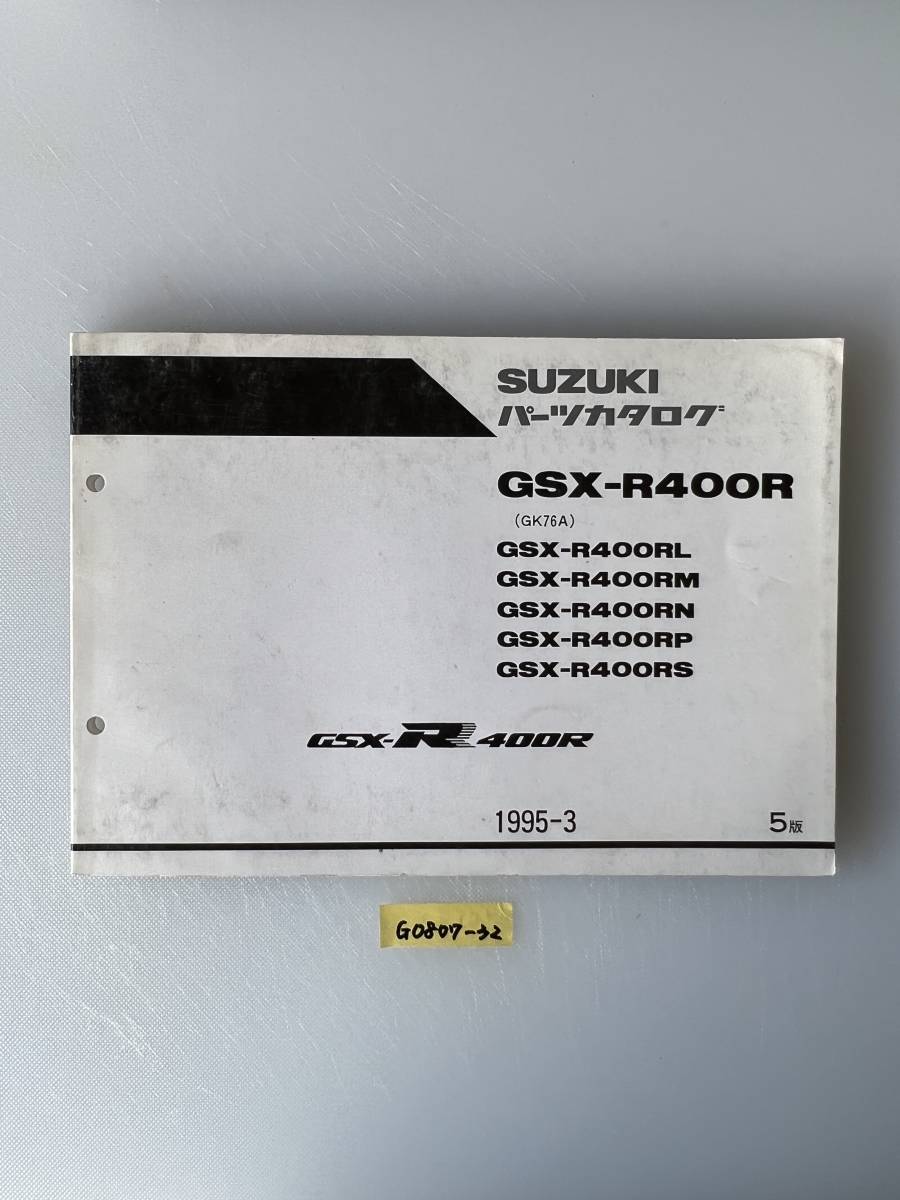 SUZUKI
パーツカタログ
GSX-R400R
(GK76A)
GSX-R400RL
GSX-R400RM
GSX-R400RN
GSX-R400RP
GSX-R400RS
GSX-R 400R
1995-3 5版
G0807-32